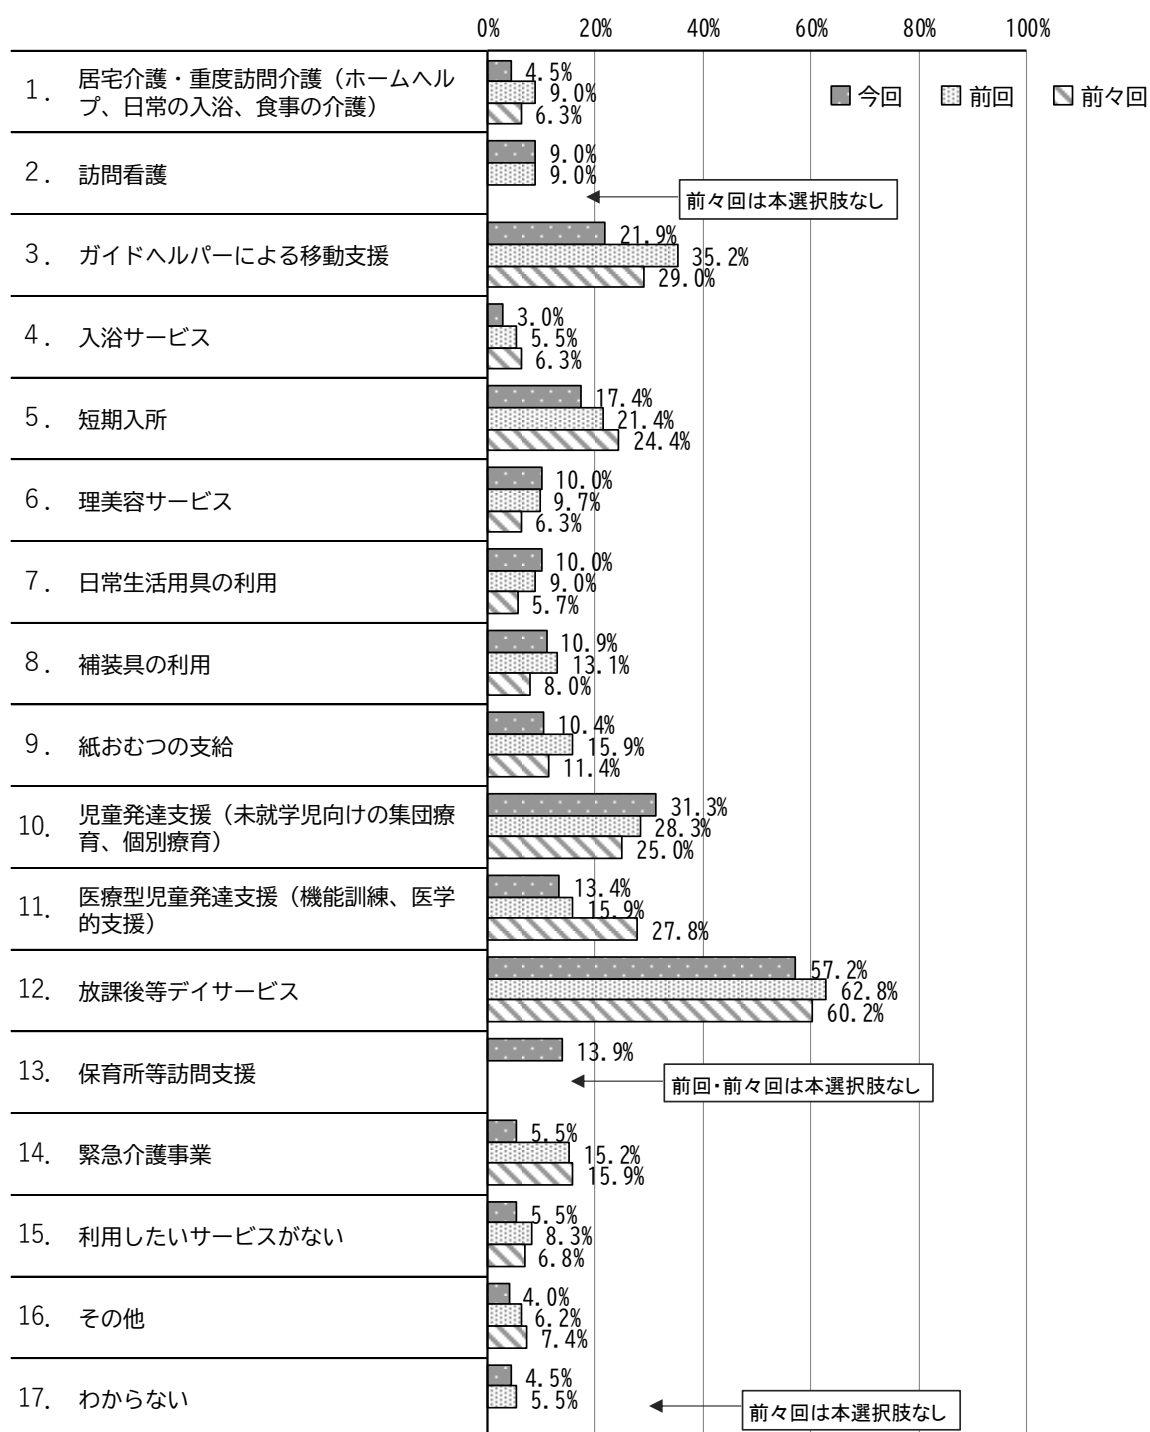 0% 20% 40% 60% 80% 100%
今回 前回 前々回
1. 居宅介護・重度訪問介護（ホームヘル
プ、日常の入浴、食事の介護）
4.5%
9.0%
6.3%
2. 訪問看護
9.0%
9.0%
前々回は本選択肢なし
3. ガイドヘルパーによる移動支援
21.9%
35.2%
29.0%
4. 入浴サービス
3.0%
5.5%
6.3%
5. 短期入所
17.4%
21.4%
24.4%
6. 理美容サービス
10.0%
9.7%
6.3%
7. 日常生活用具の利用
10.0%
9.0%
5.7%
8. 補装具の利用
10.9%
13.1%
8.0%
9. 紙おむつの支給
10.4%
15.9%
11.4%
10. 児童発達支援（未就学児向けの集団療
育、個別療育）
31.3%
28.3%
25.0%
11. 医療型児童発達支援（機能訓練、医学
的支援）
13.4%
15.9%
27.8%
12. 放課後等デイサービス
57.2%
62.8%
60.2%
13. 保育所等訪問支援
13.9%
前回・前々回は本選択肢なし
14. 緊急介護事業
5.5%
15.2%
15.9%
15. 利用したいサービスがない
5.5%
8.3%
6.8%
16. その他
4.0%
6.2%
7.4%
17. わからない
4.5%
5.5%
前々回は本選択肢なし